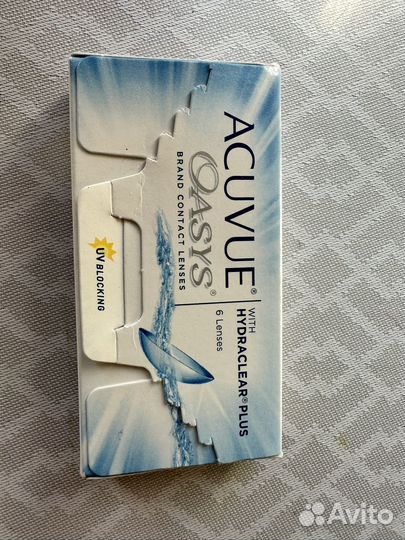 ACUVUE®
OASYS®
BRAND CONTACT LENSES
WITH
HYDRACLEAR® PLUS
6 Lenses
UV BLOCKING
Avito